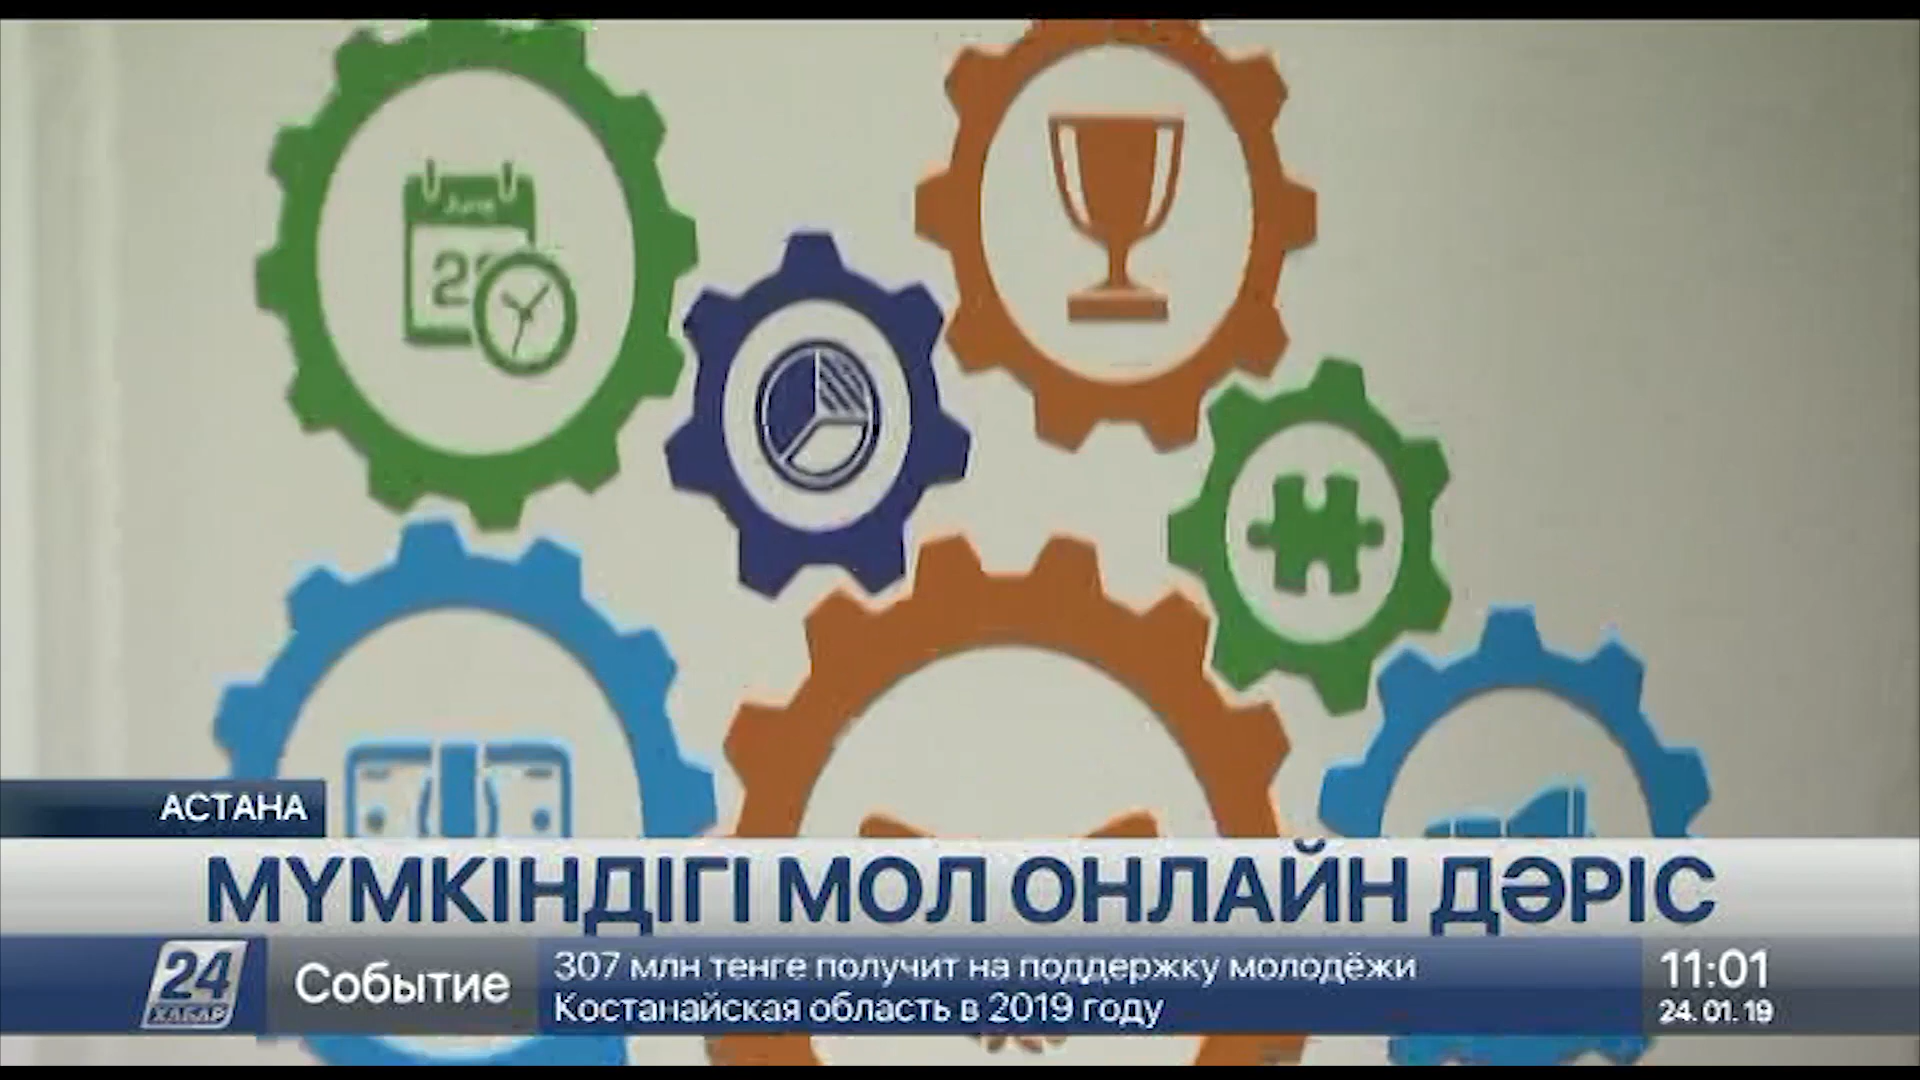 June
АСТАНА
МҮМКІНДІГІ МОЛ ОНЛАЙН ДӘРІС
24
ХАБАР
Событие
307 млн тенге получит на поддержку молодёжи
Костанайская область в 2019 году
11:01
24.01.19